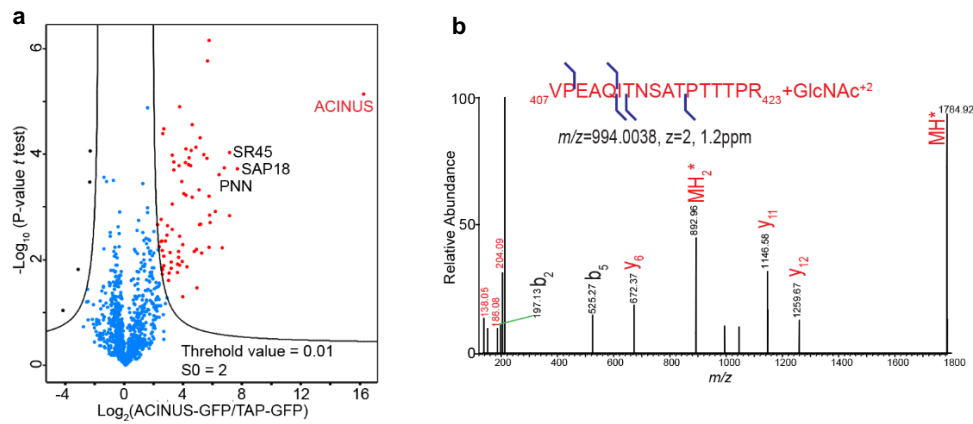 a
6
4
2
0
-Log₁₀ (P-value t test)
ACINUS
SR45
SAP18
PNN
Threhold value = 0.01
S0 = 2
-4 0 4 8 12 16
Log₂(ACINUS-GFP/TAP-GFP)
b
₄₀₇VPEAQITNSATPTTTPR₄₂₃+GlcNAc⁺²
m/z=994.0038, z=2, 1.2ppm
100
50
0
Relative Abundance
138.05
186.08
204.09
197.13 b₂
525.27 b₅
672.37 y₆
892.96 MH₂*
1146.58 y₁₁
1259.67 y₁₂
1784.92
MH*
200 400 600 800 1000 1200 1400 1600 1800
m/z